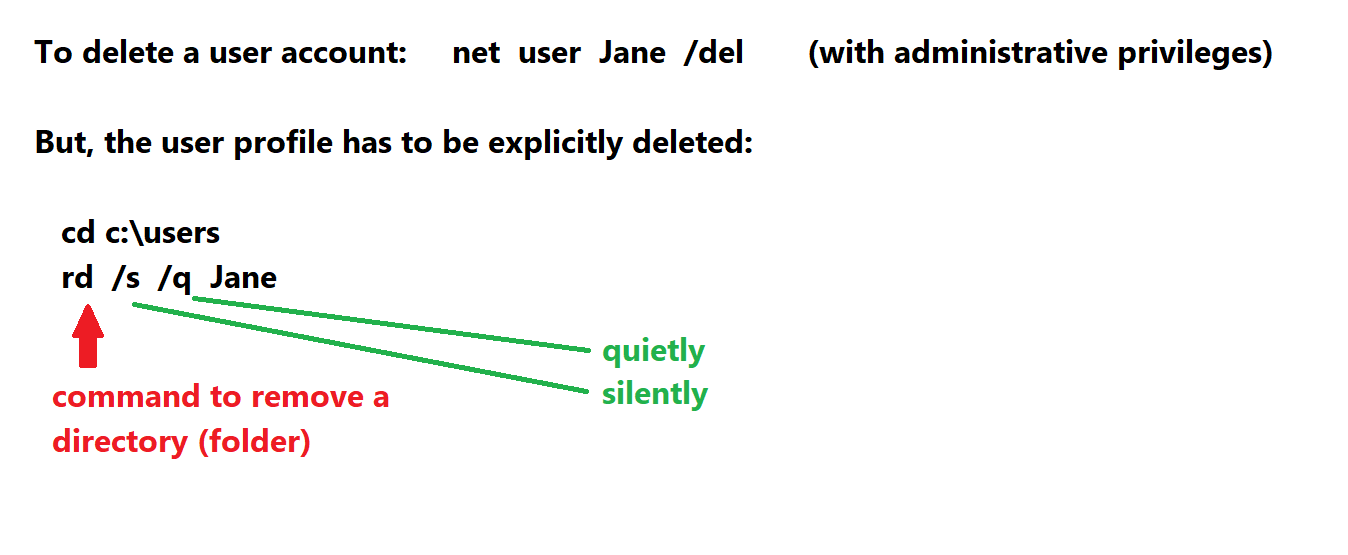 To delete a user account: net user Jane /del (with administrative privileges)
But, the user profile has to be explicitly deleted:
cd c:\users
rd /s /q Jane
quietly
silently
command to remove a
directory (folder)